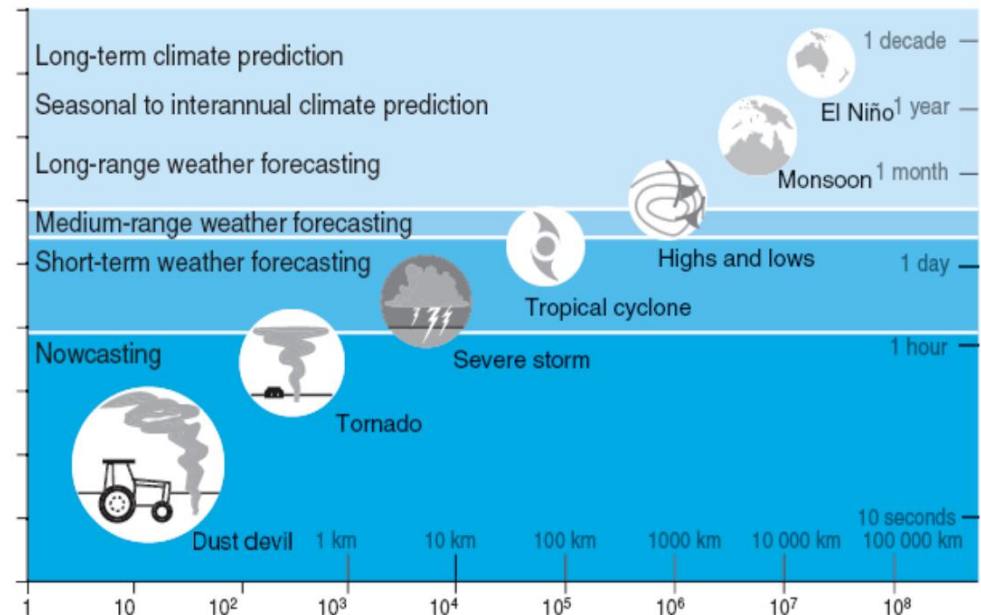 Long-term climate prediction
1 decade
Seasonal to interannual climate prediction
El Niño
1 year
Long-range weather forecasting
Monsoon
1 month
Medium-range weather forecasting
Short-term weather forecasting
Highs and lows
1 day
Tropical cyclone
Nowcasting
Severe storm
1 hour
Tornado
10 seconds
Dust devil
1 km
10 km
100 km
1000 km
10 000 km
100 000 km
1
10
10²
10³
10⁴
10⁵
10⁶
10⁷
10⁸